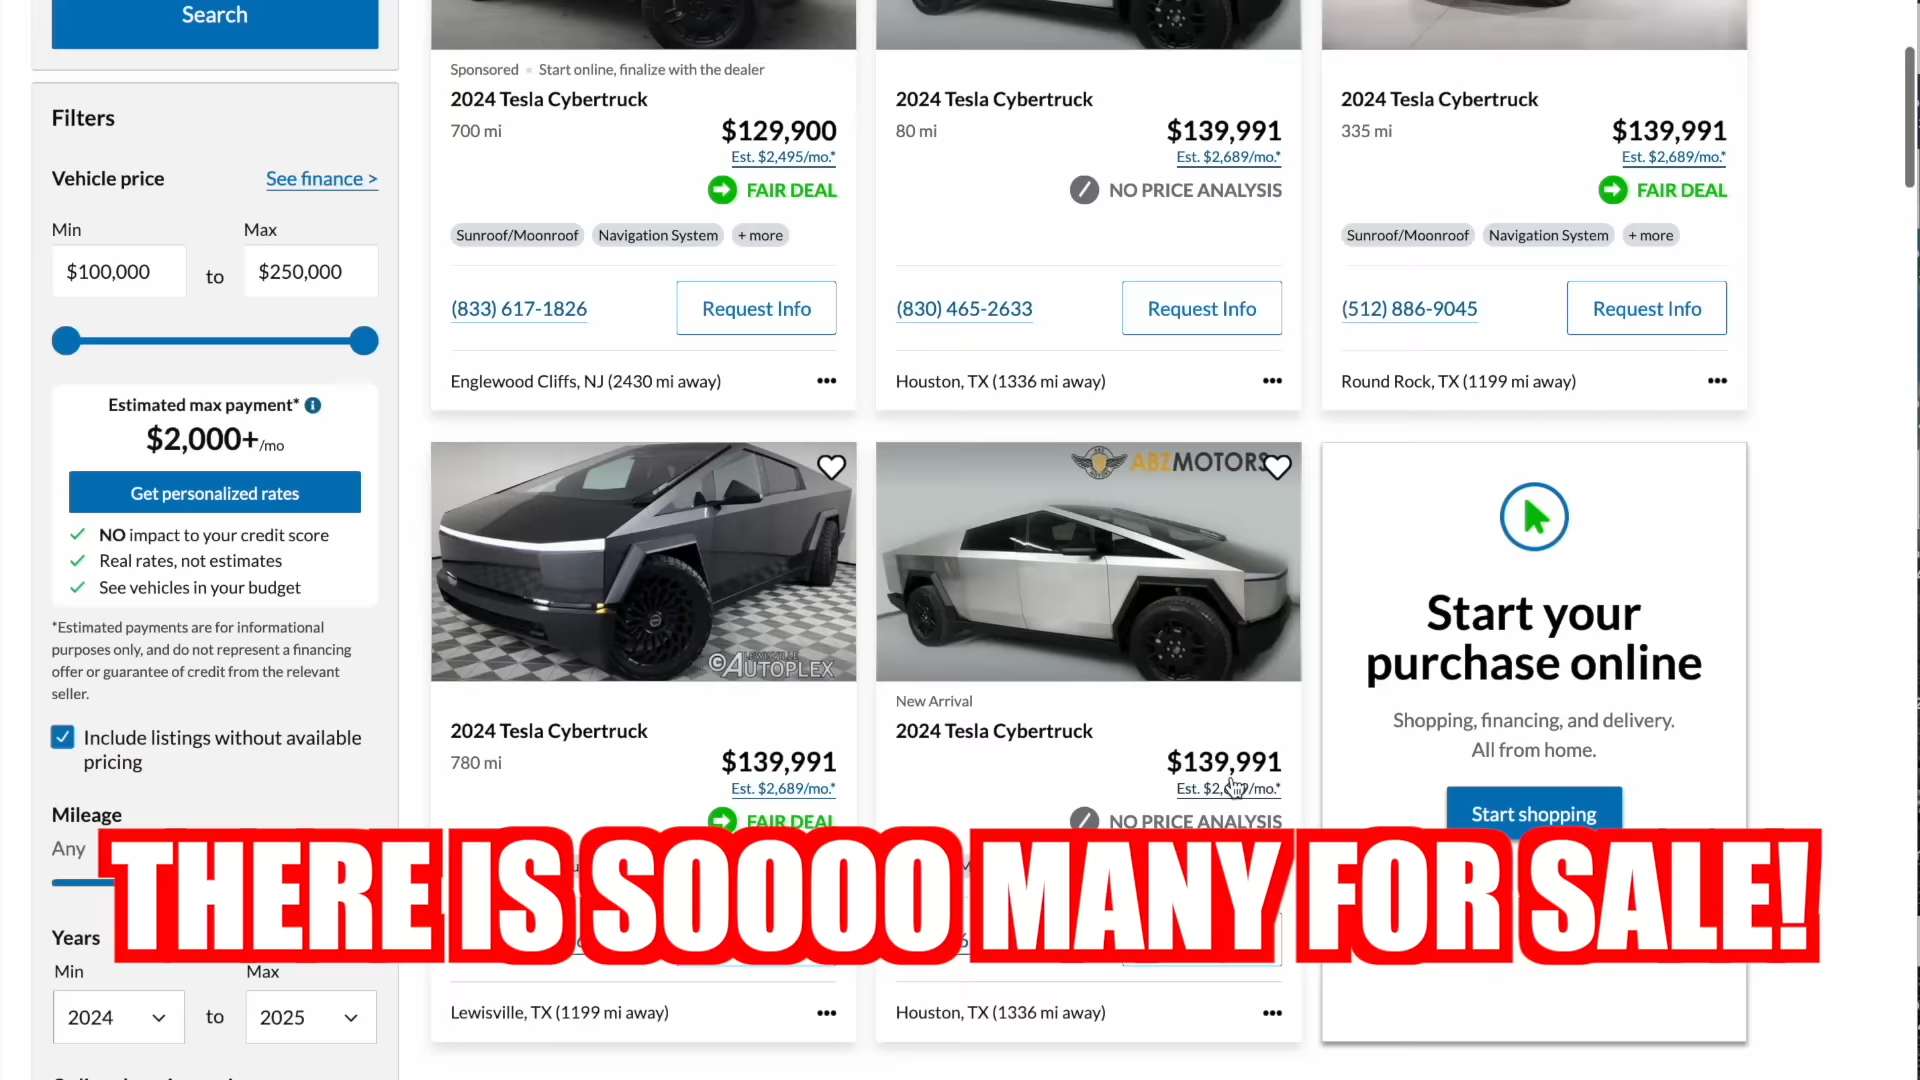 Search
Filters
Vehicle price
See finance >
Min
Max
$100,000
to
$250,000
Estimated max payment*
$2,000+/mo
Get personalized rates
NO impact to your credit score
Real rates, not estimates
See vehicles in your budget
*Estimated payments are for informational
purposes only, and do not represent a financing
offer or guarantee of credit from the relevant
seller.
Include listings without available
pricing
Mileage
Any
Years
Min
Max
2024
to
2025
Sponsored
Start online, finalize with the dealer
2024 Tesla Cybertruck
700 mi
$129,900
Est. $2,495/mo.*
FAIR DEAL
Sunroof/Moonroof
Navigation System
+ more
(833) 617-1826
Request Info
Englewood Cliffs, NJ (2430 mi away)
2024 Tesla Cybertruck
80 mi
$139,991
Est. $2,689/mo.*
NO PRICE ANALYSIS
(830) 465-2633
Request Info
Houston, TX (1336 mi away)
2024 Tesla Cybertruck
335 mi
$139,991
Est. $2,689/mo.*
FAIR DEAL
Sunroof/Moonroof
Navigation System
+ more
(512) 886-9045
Request Info
Round Rock, TX (1199 mi away)
©LEWISVILLE
AUTOPLEX
2024 Tesla Cybertruck
780 mi
$139,991
Est. $2,689/mo.*
FAIR DEAL
Lewisville, TX (1199 mi away)
ABZMOTORS
New Arrival
2024 Tesla Cybertruck
$139,991
Est. /mo.*
NO PRICE ANALYSIS
Houston, TX (1336 mi away)
Start your
purchase online
Shopping, financing, and delivery.
All from home.
Start shopping
THERE IS SOOOO MANY FOR SALE!